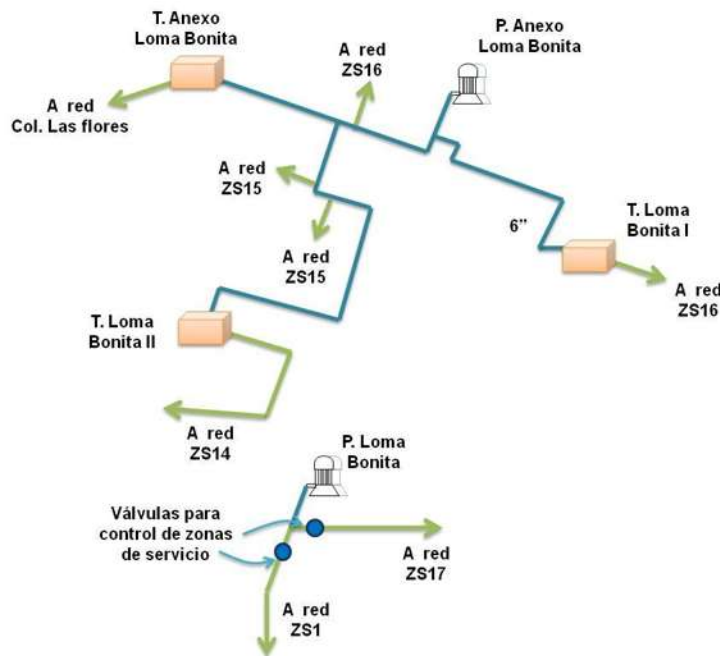 T. Anexo
Loma Bonita
P. Anexo
Loma Bonita
A red
ZS16
A red
Col. Las flores
A red
ZS15
A red
ZS15
6”
T. Loma
Bonita I
A red
ZS16
T. Loma
Bonita II
A red
ZS14
P. Loma
Bonita
Válvulas para
control de zonas
de servicio
A red
ZS17
A red
ZS1